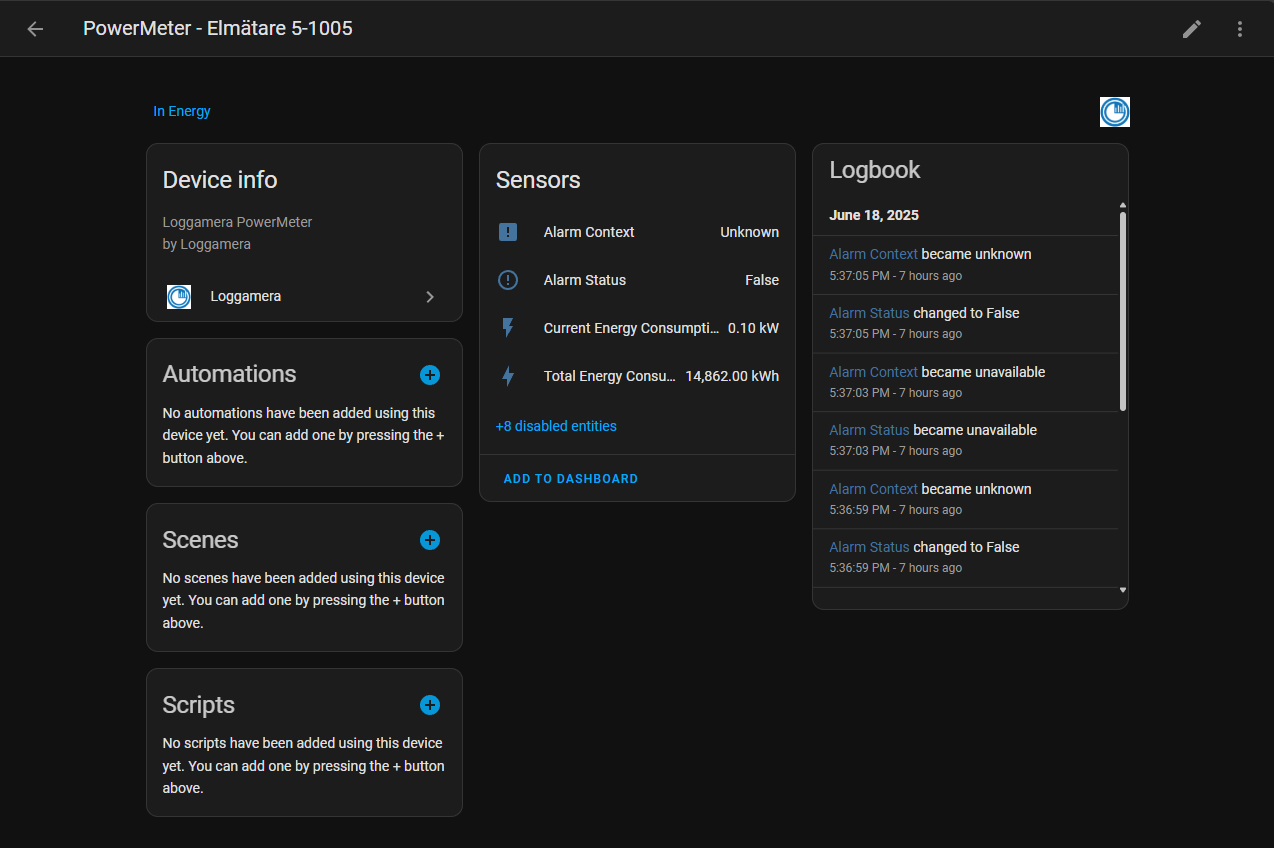 PowerMeter - Elmätare 5-1005
In Energy
Device info
Loggamera PowerMeter
by Loggamera
Loggamera
Automations
No automations have been added using this
device yet. You can add one by pressing the +
button above.
Scenes
No scenes have been added using this device
yet. You can add one by pressing the + button
above.
Scripts
No scripts have been added using this device
yet. You can add one by pressing the + button
above.
Sensors
Alarm Context Unknown
Alarm Status False
Current Energy Consumpti... 0.10 kW
Total Energy Consu... 14,862.00 kWh
+8 disabled entities
ADD TO DASHBOARD
Logbook
June 18, 2025
Alarm Context became unknown
5:37:05 PM - 7 hours ago
Alarm Status changed to False
5:37:05 PM - 7 hours ago
Alarm Context became unavailable
5:37:03 PM - 7 hours ago
Alarm Status became unavailable
5:37:03 PM - 7 hours ago
Alarm Context became unknown
5:36:59 PM - 7 hours ago
Alarm Status changed to False
5:36:59 PM - 7 hours ago